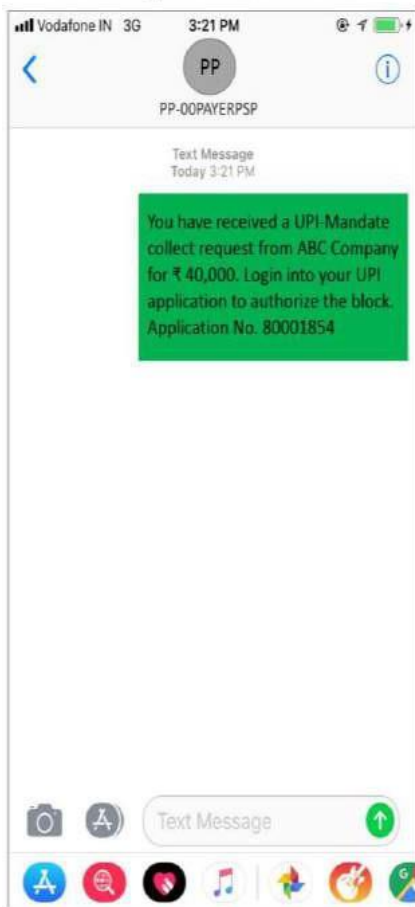 Vodafone IN 3G 3:21 PM
PP
PP-00PAYERPSP
Text Message
Today 3:21 PM
You have received a UPI-Mandate
collect request from ABC Company
for ₹ 40,000. Login into your UPI
application to authorize the block.
Application No. 80001854
Text Message